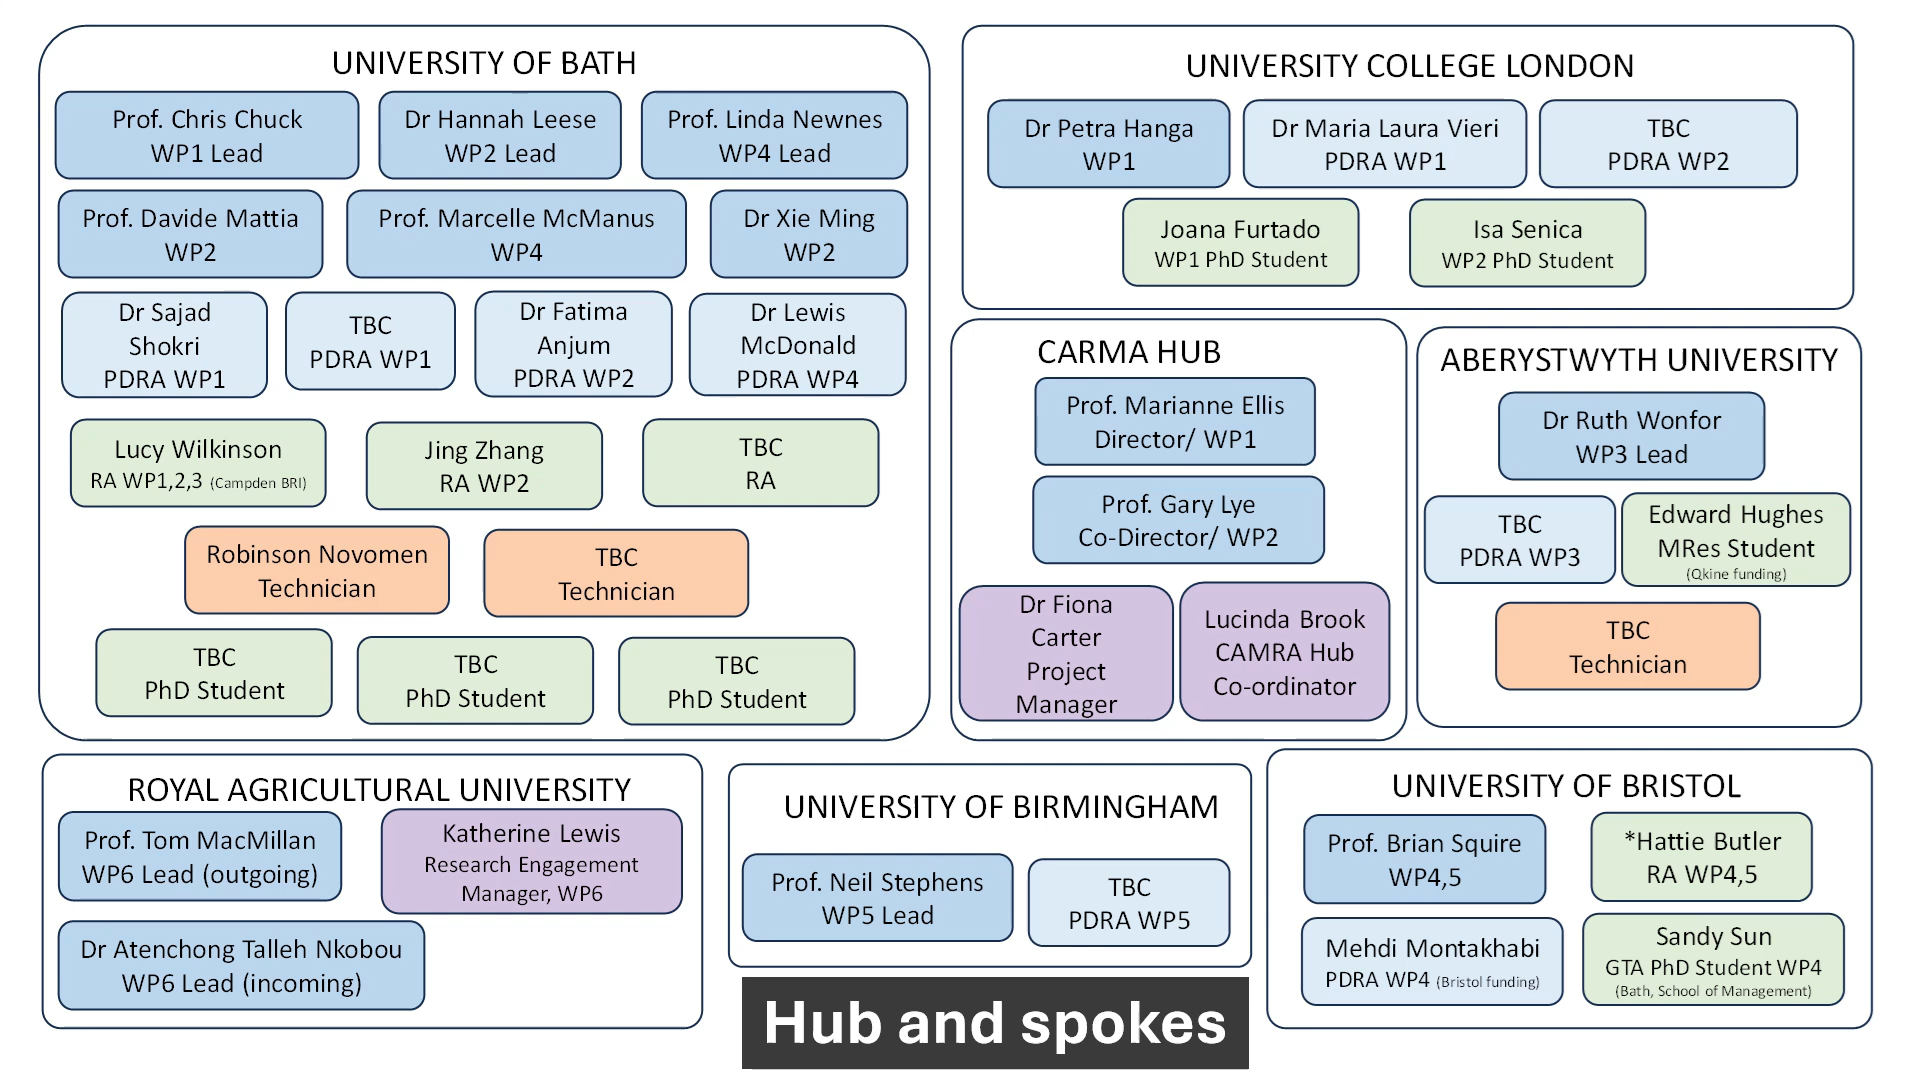 UNIVERSITY OF BATH
Prof. Chris Chuck
WP1 Lead
Dr Hannah Leese
WP2 Lead
Prof. Linda Newnes
WP4 Lead
Prof. Davide Mattia
WP2
Prof. Marcelle McManus
WP4
Dr Xie Ming
WP2
Dr Sajad
Shokri
PDRA WP1
TBC
PDRA WP1
Dr Fatima
Anjum
PDRA WP2
Dr Lewis
McDonald
PDRA WP4
Lucy Wilkinson
RA WP1,2,3 (Campden BRI)
Jing Zhang
RA WP2
TBC
RA
Robinson Novomen
Technician
TBC
Technician
TBC
PhD Student
TBC
PhD Student
TBC
PhD Student
UNIVERSITY COLLEGE LONDON
Dr Petra Hanga
WP1
Dr Maria Laura Vieri
PDRA WP1
TBC
PDRA WP2
Joana Furtado
WP1 PhD Student
Isa Senica
WP2 PhD Student
CARMA HUB
Prof. Marianne Ellis
Director/ WP1
Prof. Gary Lye
Co-Director/ WP2
Dr Fiona
Carter
Project
Manager
Lucinda Brook
CAMRA Hub
Co-ordinator
ABERYSTWYTH UNIVERSITY
Dr Ruth Wonfor
WP3 Lead
TBC
PDRA WP3
Edward Hughes
MRes Student
(Qkine funding)
TBC
Technician
ROYAL AGRICULTURAL UNIVERSITY
Prof. Tom MacMillan
WP6 Lead (outgoing)
Katherine Lewis
Research Engagement
Manager, WP6
Dr Atenchong Talleh Nkobou
WP6 Lead (incoming)
UNIVERSITY OF BIRMINGHAM
Prof. Neil Stephens
WP5 Lead
TBC
PDRA WP5
UNIVERSITY OF BRISTOL
Prof. Brian Squire
WP4,5
*Hattie Butler
RA WP4,5
Mehdi Montakhabi
PDRA WP4 (Bristol funding)
Sandy Sun
GTA PhD Student WP4
(Bath, School of Management)
Hub and spokes